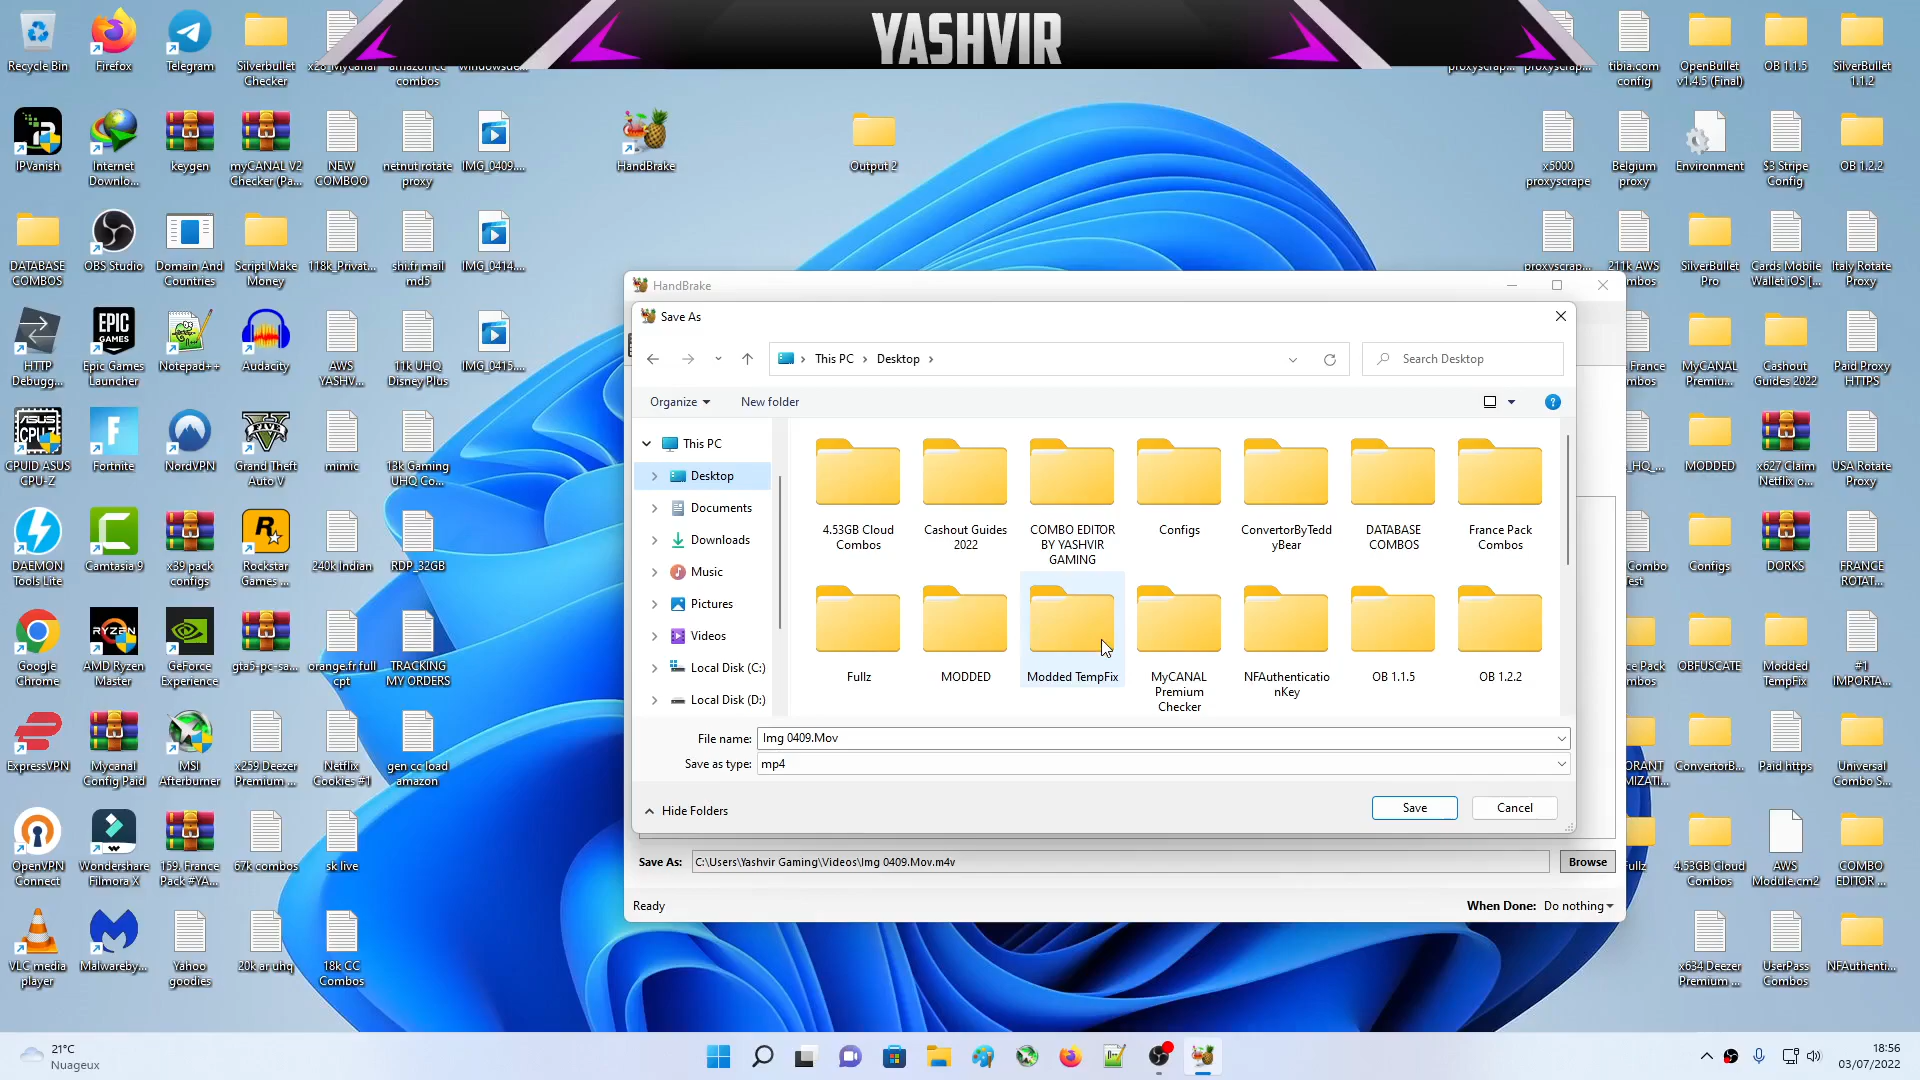 YASHVIR
Recycle Bin
Firefox
Telegram
Silverbullet
Checker
combos
tibia.com
config
OpenBullet
v1.4.5 (Final)
OB 1.1.5
SilverBullet
1.1.2
IPVanish
Internet
Downlo...
keygen
myCANAL V2
Checker (Pa...
NEW
COMBOO
netnut rotate
proxy
IMG_0409....
HandBrake
Output 2
x5000
proxyscrape
Belgium
proxy
Environment
S3 Stripe
Config
OB 1.2.2
DATABASE
COMBOS
OBS Studio
Domain And
Countries
Script Make
Money
118k_Privat...
shi.fr mail
md5
IMG_0414....
proxyscrap...
211k AWS
SilverBullet
Pro
Cards Mobile
Wallet iOS [...
Italy Rotate
Proxy
HTTP
Debugg...
Epic Games
Launcher
Notepad++
Audacity
AWS
YASHV...
11k UHQ
Disney Plus
IMG_0415....
MyCANAL
Premiu...
Cashout
Guides 2022
Paid Proxy
HTTPS
CPUID ASUS
CPU-Z
Fortnite
NordVPN
Grand Theft
Auto V
mimic
13k Gaming
UHQ Co...
MODDED
x627 Claim
Netflix o...
USA Rotate
Proxy
DAEMON
Tools Lite
Camtasia 9
x39 pack
configs
Rockstar
Games ...
240k Indian
RDP_32GB
Configs
DORKS
FRANCE
ROTAT...
Google
Chrome
AMD Ryzen
Master
GeForce
Experience
gta5-pc-sa...
orange.fr full
cpt
TRACKING
MY ORDERS
OBFUSCATE
Modded
TempFix
#1
IMPORTA...
ExpressVPN
Mycanal
Config Paid
MSI
Afterburner
x259 Deezer
Premium ...
Netflix
Cookies #1
gen cc load
amazon
ConvertorB...
Paid https
Universal
Combo S...
OpenVPN
Connect
Wondershare
Filmora X
159. France
Pack #YA...
67k combos
sk live
4.53GB Cloud
Combos
AWS
Module.cm2
COMBO
EDITOR ...
VLC media
player
Malwareby...
Yahoo
goodies
20k ar uhq
18k CC
Combos
x634 Deezer
Premium ...
UserPass
Combos
NFAuthenti...
HandBrake
Save As
This PC
Desktop
Search Desktop
Organize
New folder
This PC
Desktop
Documents
Downloads
Music
Pictures
Videos
Local Disk (C:)
Local Disk (D:)
4.53GB Cloud
Combos
Cashout Guides
2022
COMBO EDITOR
BY YASHVIR
GAMING
Configs
ConvertorByTedd
yBear
DATABASE
COMBOS
France Pack
Combos
Fullz
MODDED
Modded TempFix
MyCANAL
Premium
Checker
NFAuthenticatio
nKey
OB 1.1.5
OB 1.2.2
File name: Img 0409.Mov
Save as type: mp4
Hide Folders
Save
Cancel
Save As: C:\Users\Yashvir Gaming\Videos\Img 0409.Mov.m4v
Browse
Ready
When Done: Do nothing
21°C
Nuageux
18:56
03/07/2022